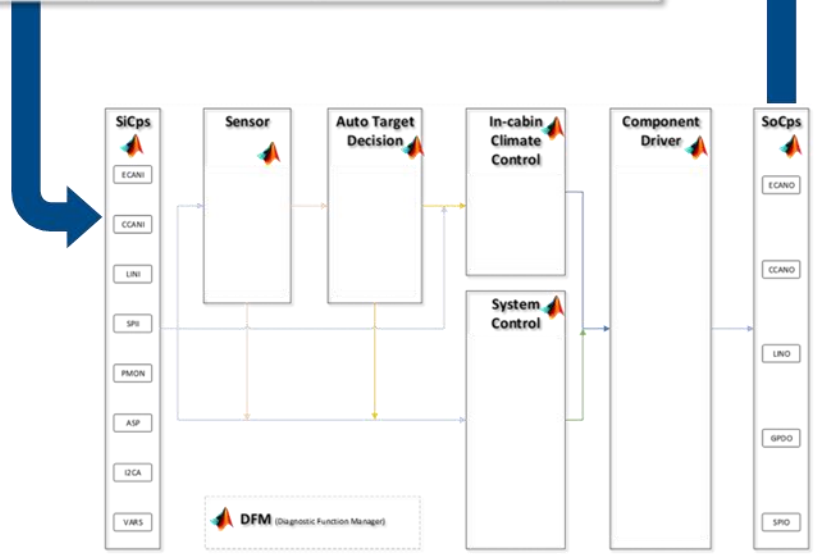 SiCps
ECANI
CCANI
LINI
SPII
PMON
ASP
I2CA
VARS
Sensor
Auto Target
Decision
In-cabin
Climate
Control
System
Control
Component
Driver
SoCps
ECANO
CCANO
LINO
GPDO
SPIO
DFM (Diagnostic Function Manager)